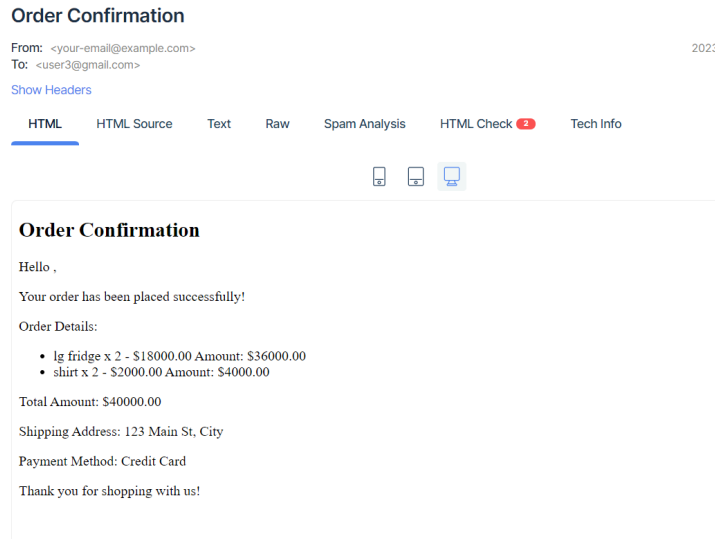 Order Confirmation
From: <your-email@example.com>
2023
To: <user3@gmail.com>
Show Headers
HTML HTML Source Text Raw Spam Analysis HTML Check 2 Tech Info
Order Confirmation
Hello ,
Your order has been placed successfully!
Order Details:
• lg fridge x 2 - $18000.00 Amount: $36000.00
• shirt x 2 - $2000.00 Amount: $4000.00
Total Amount: $40000.00
Shipping Address: 123 Main St, City
Payment Method: Credit Card
Thank you for shopping with us!